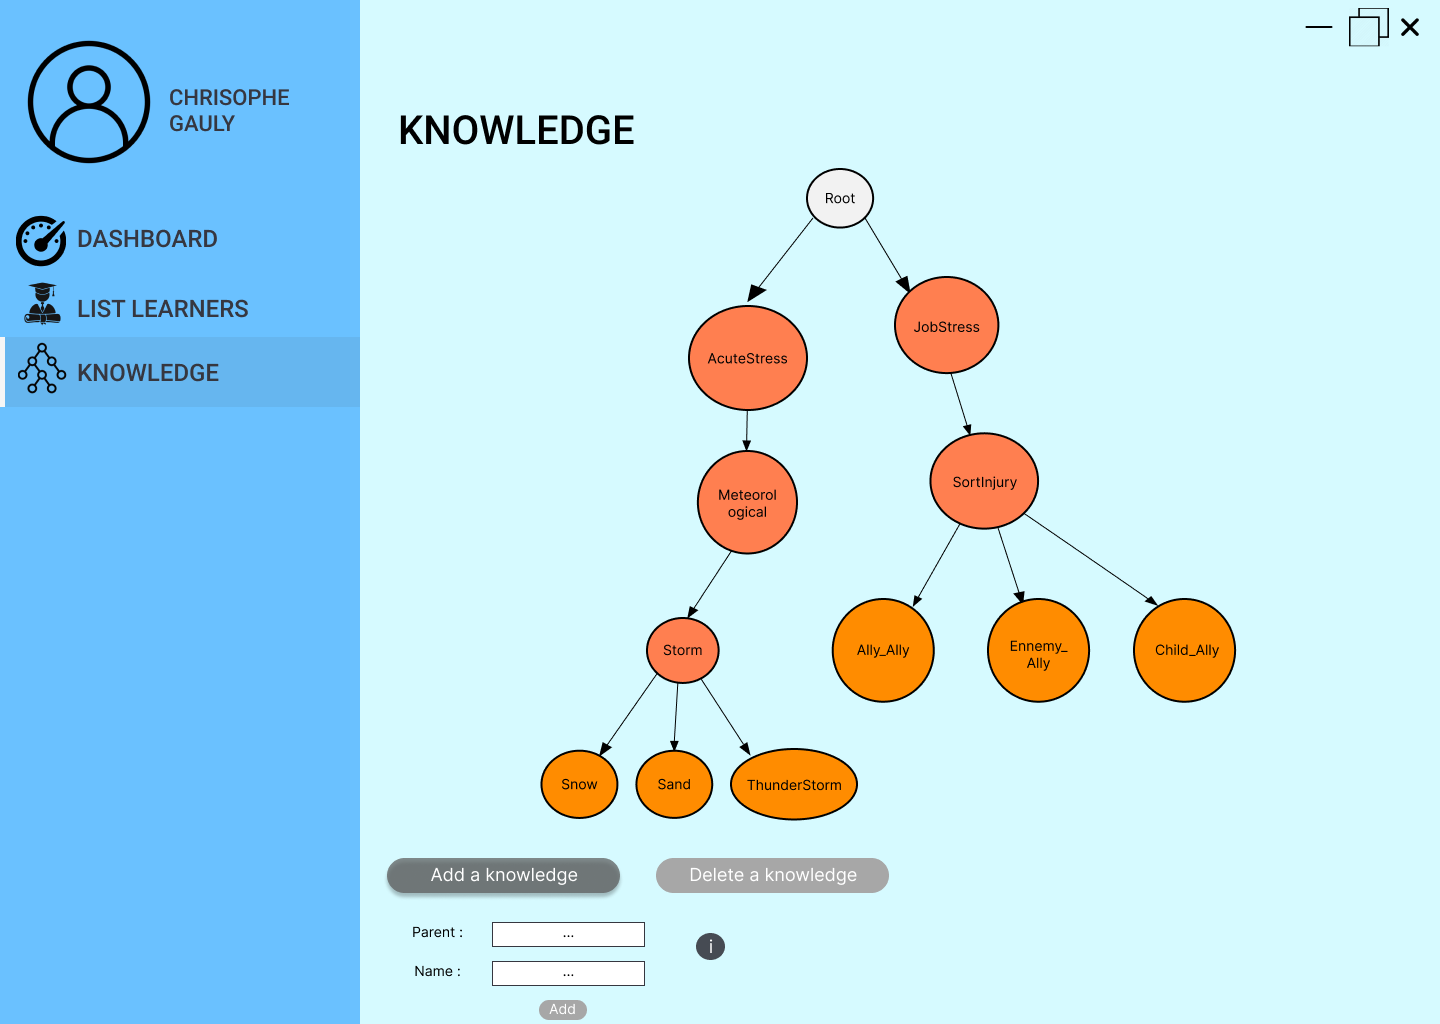 CHRISOPHE
GAULY
DASHBOARD
LIST LEARNERS
KNOWLEDGE
KNOWLEDGE
Root
JobStress
AcuteStress
SortInjury
Meteorol
ogical
Storm
Ally_Ally
Ennemy_
Ally
Child_Ally
Snow
Sand
ThunderStorm
Add a knowledge
Delete a knowledge
Parent :
...
i
Name :
...
Add